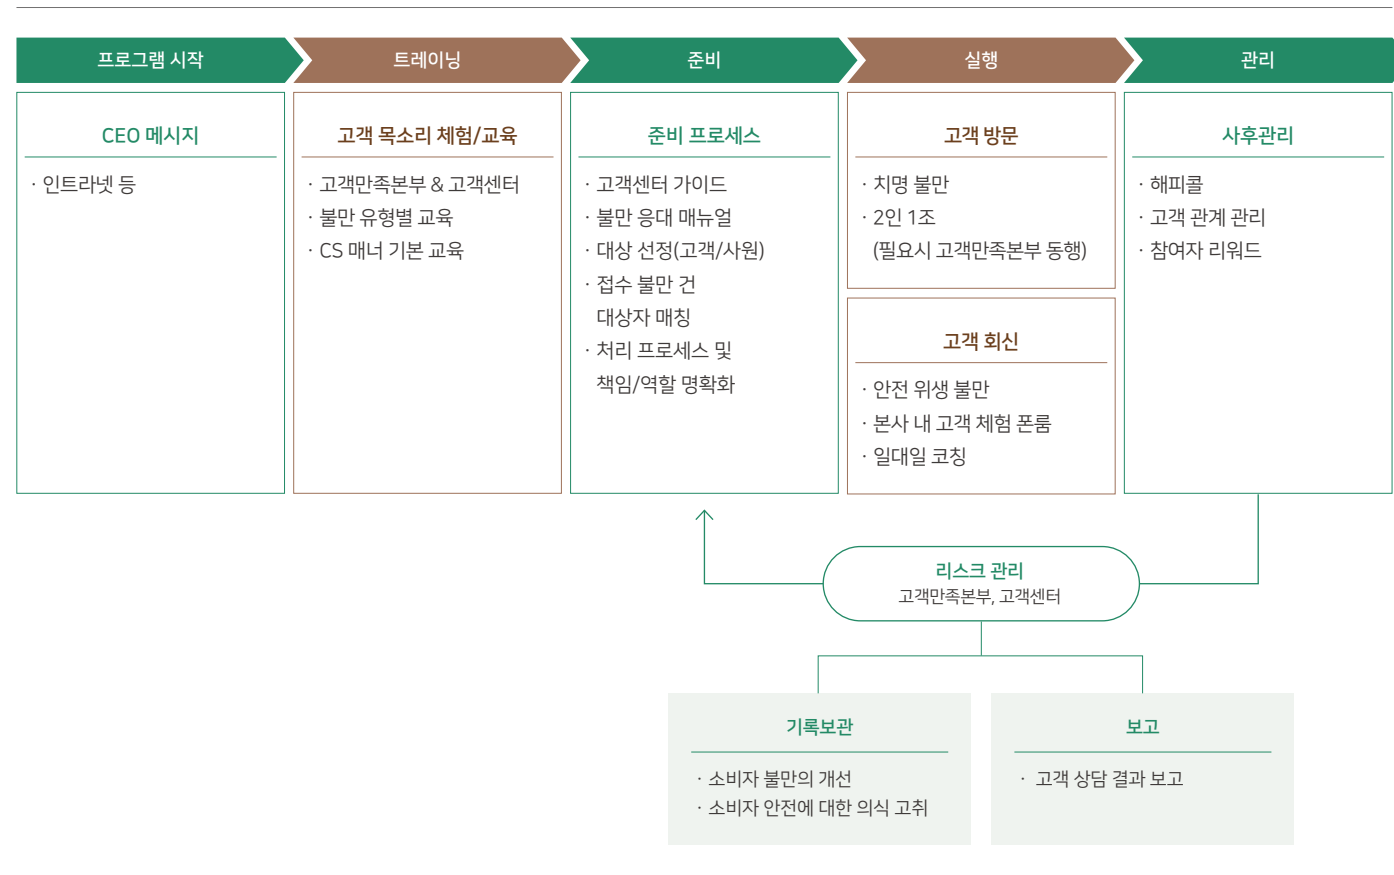 프로그램 시작
트레이닝
준비
실행
관리
CEO 메시지
· 인트라넷 등
고객 목소리 체험/교육
· 고객만족본부 & 고객센터
· 불만 유형별 교육
· CS 매너 기본 교육
준비 프로세스
· 고객센터 가이드
· 불만 응대 매뉴얼
· 대상 선정(고객/사원)
· 접수 불만 건
대상자 매칭
· 처리 프로세스 및
책임/역할 명확화
고객 방문
· 치명 불만
· 2인 1조
(필요시 고객만족본부 동행)
고객 회신
· 안전 위생 불만
· 본사 내 고객 체험 폰룸
· 일대일 코칭
사후관리
· 해피콜
· 고객 관계 관리
· 참여자 리워드
리스크 관리
고객만족본부, 고객센터
기록보관
· 소비자 불만의 개선
· 소비자 안전에 대한 의식 고취
보고
· 고객 상담 결과 보고